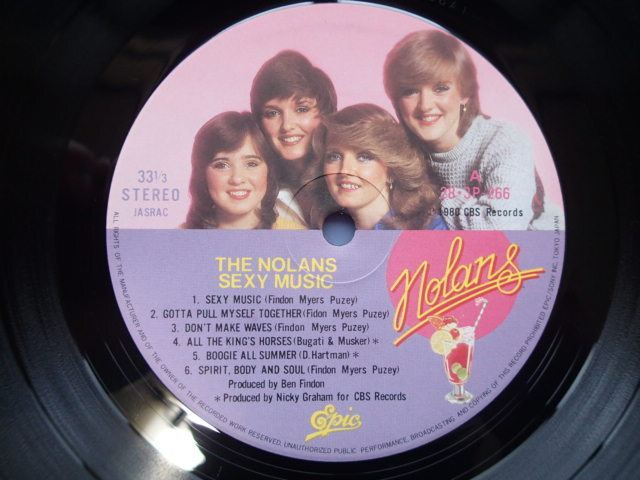 33 1/3
STEREO
JASRAC
A
28·3P-266
℗1980 CBS Records
THE NOLANS
SEXY MUSIC
Nolans
1. SEXY MUSIC (Findon Myers Puzey)
2. GOTTA PULL MYSELF TOGETHER (Fidon Myers Puzey)
3. DON'T MAKE WAVES (Findon Myers Puzey)
4. ALL THE KING'S HORSES (Bugati & Musker) *
5. BOOGIE ALL SUMMER (D. Hartman) *
6. SPIRIT, BODY AND SOUL (Findon Myers Puzey)
Produced by Ben Findon
* Produced by Nicky Graham for CBS Records
Epic
ALL RIGHTS OF THE MANUFACTURER AND OF THE OWNER OF THE RECORDED WORK RESERVED. UNAUTHORIZED PUBLIC PERFORMANCE, BROADCASTING, AND COPYING OF THIS RECORD PROHIBITED EPIC/SONY INC. TOKYO JAPAN